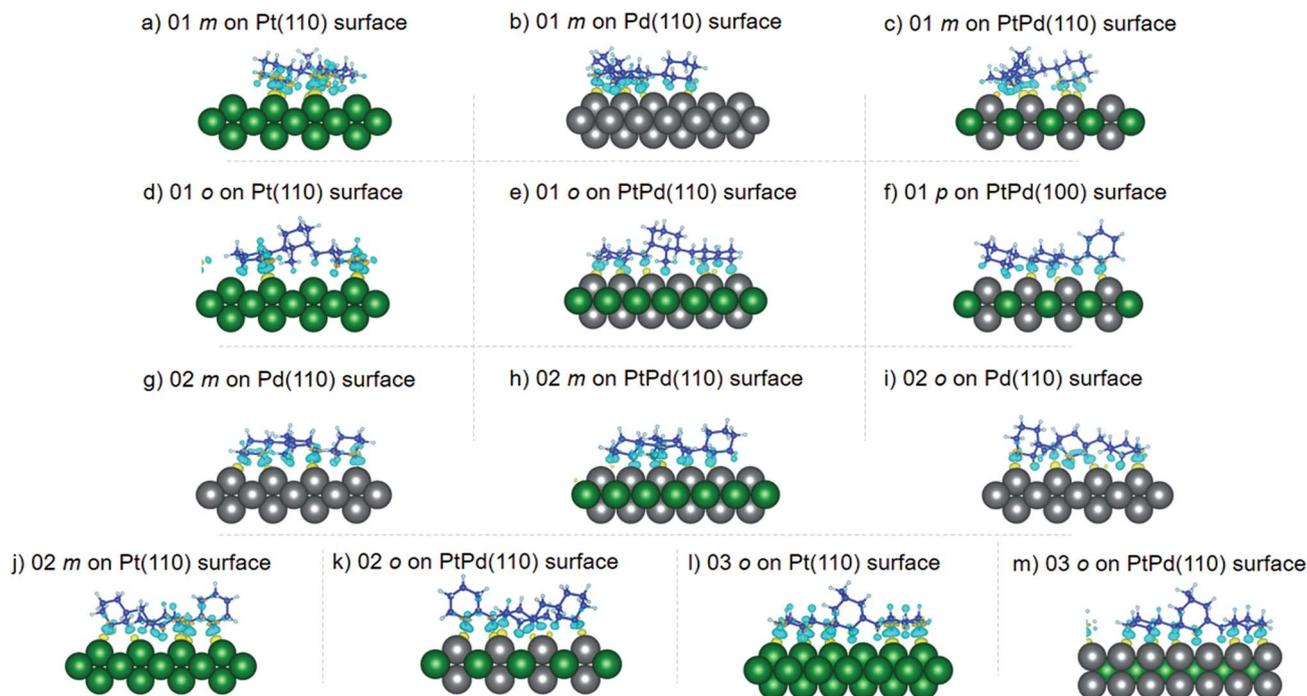 a) 01 m on Pt(110) surface
b) 01 m on Pd(110) surface
c) 01 m on PtPd(110) surface
d) 01 o on Pt(110) surface
e) 01 o on PtPd(110) surface
f) 01 p on PtPd(100) surface
g) 02 m on Pd(110) surface
h) 02 m on PtPd(110) surface
i) 02 o on Pd(110) surface
j) 02 m on Pt(110) surface
k) 02 o on PtPd(110) surface
l) 03 o on Pt(110) surface
m) 03 o on PtPd(110) surface